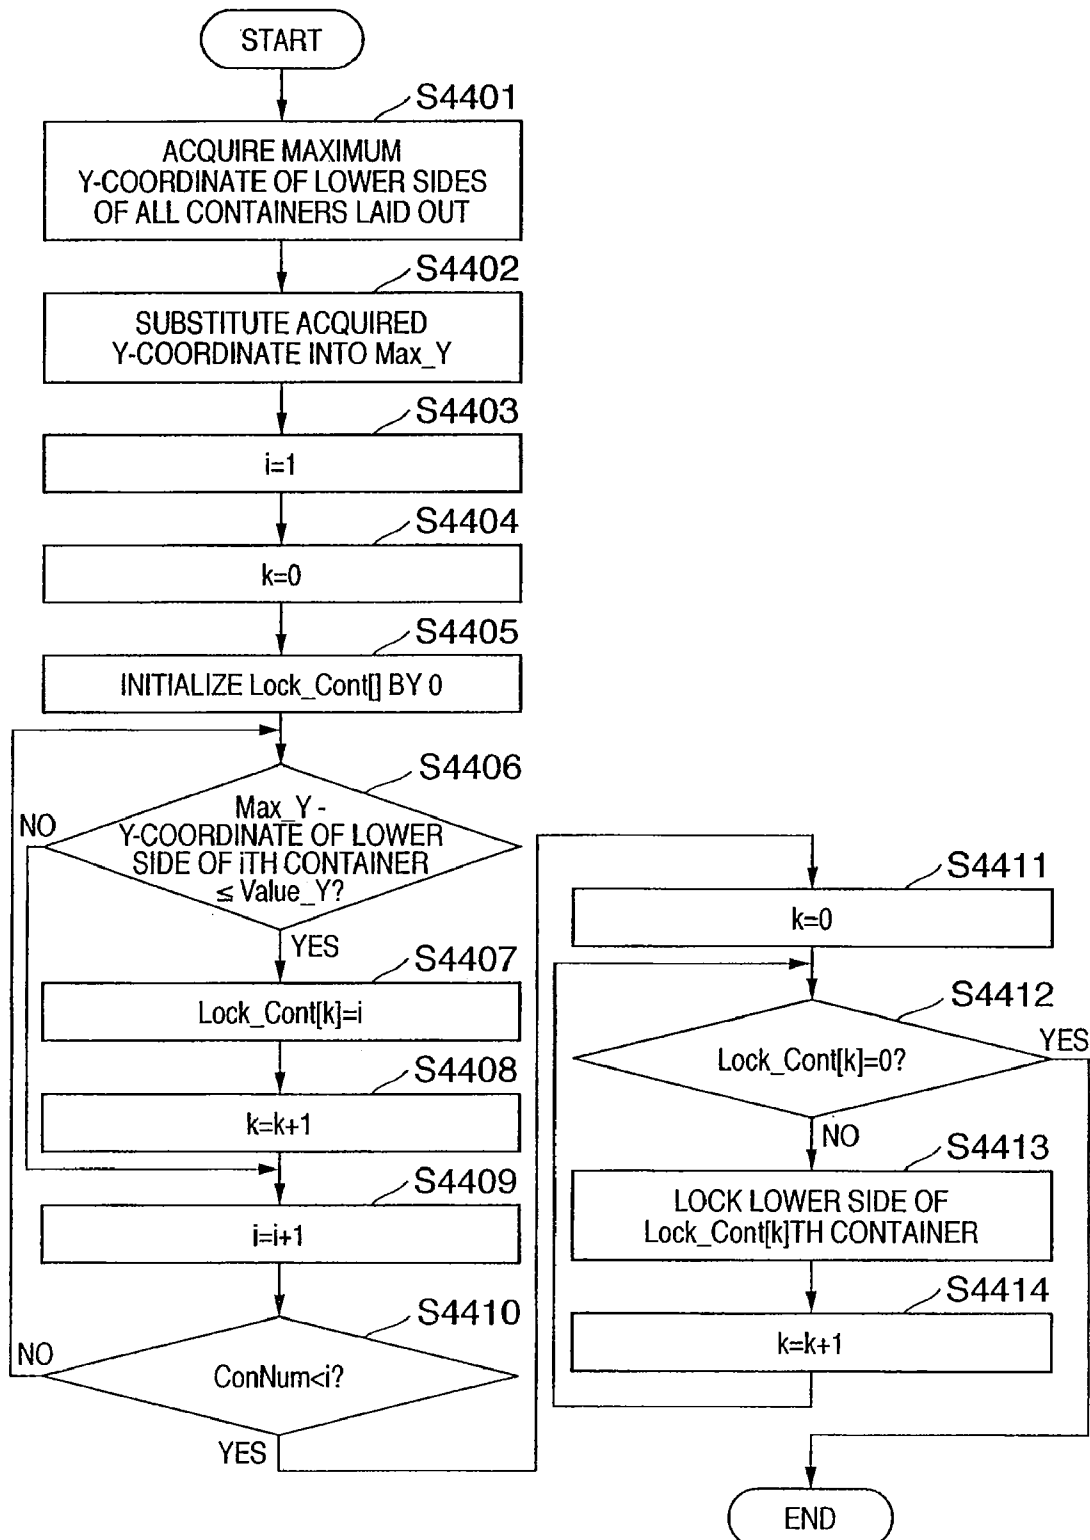 START
S4401
ACQUIRE MAXIMUM
Y-COORDINATE OF LOWER SIDES
OF ALL CONTAINERS LAID OUT
S4402
SUBSTITUTE ACQUIRED
Y-COORDINATE INTO Max_Y
S4403
i=1
S4404
k=0
S4405
INITIALIZE Lock_Cont[] BY 0
S4406
Max_Y -
Y-COORDINATE OF LOWER
SIDE OF iTH CONTAINER
≤ Value_Y?
NO
YES
S4407
Lock_Cont[k]=i
S4408
k=k+1
S4409
i=i+1
S4410
ConNum<i?
NO
YES
S4411
k=0
S4412
Lock_Cont[k]=0?
YES
NO
S4413
LOCK LOWER SIDE OF
Lock_Cont[k]TH CONTAINER
S4414
k=k+1
END